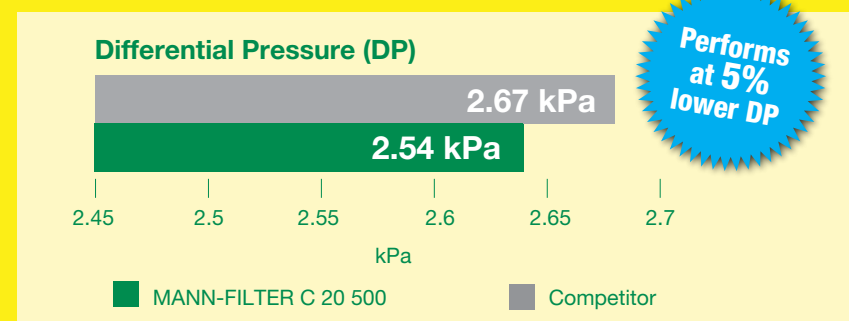 Differential Pressure (DP)
Performs
at 5%
lower DP
2.67 kPa
2.54 kPa
2.45 2.5 2.55 2.6 2.65 2.7
kPa
MANN-FILTER C 20 500 Competitor